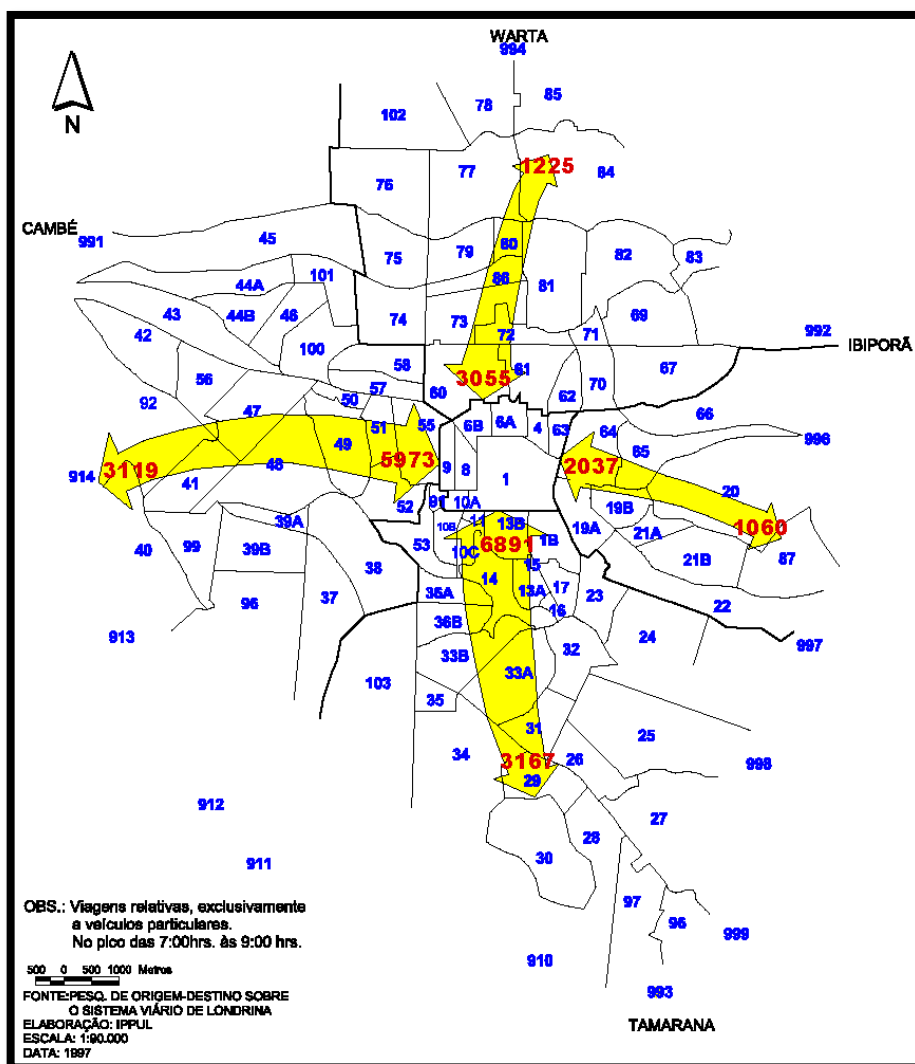 WARTA
994
85
78
102
N
1225
77
84
76
CAMBÉ
991
45
75
79
80
82
83
101
44A
86
81
43
44B
46
74
73
72
71
69
42
992
IBIPORÃ
100
58
61
67
56
57
60
3055
62
70
92
50
47
51
55
6B
6A
4
63
64
66
49
65
996
914
3119
48
5973
9
8
1
2037
20
41
52
91
10A
19B
39A
10B
11
13B
19A
21A
1060
40
99
39B
53
10C
6891
1B
21B
87
38
15
14
13A
17
96
37
35A
16
23
22
913
36B
24
997
33B
32
103
33A
35
31
25
34
3167
26
998
29
912
27
28
911
30
97
96
999
910
993
TAMARANA
OBS.: Viagens relativas, exclusivamente
a veículos particulares.
No pico das 7:00hrs. às 9:00 hrs.
500 0 500 1000 Metros
FONTE:PESQ. DE ORIGEM-DESTINO SOBRE
O SISTEMA VIÁRIO DE LONDRINA
ELABORAÇÃO: IPPUL
ESCALA: 1:90.000
DATA: 1997